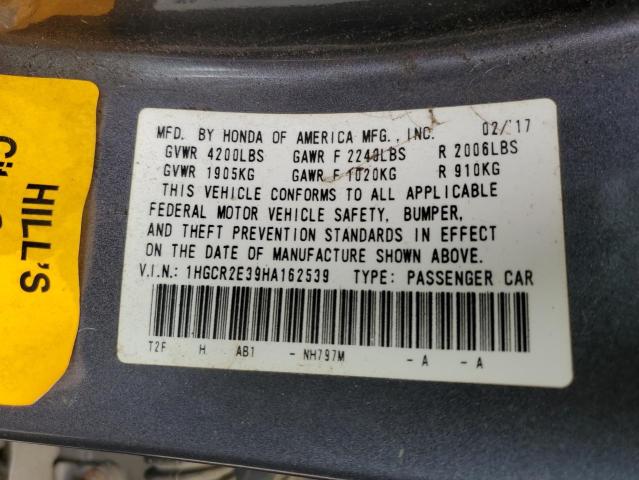 MFD. BY HONDA OF AMERICA MFG., INC. 02/'17
GVWR 4200LBS GAWR F 2249LBS R 2006LBS
GVWR 1905KG GAWR F 1020KG R 910KG
THIS VEHICLE CONFORMS TO ALL APPLICABLE
FEDERAL MOTOR VEHICLE SAFETY, BUMPER,
AND THEFT PREVENTION STANDARDS IN EFFECT
ON THE DATE OF MANUFACTURE SHOWN ABOVE.
V.I.N.: 1HGCR2E39HA162539 TYPE: PASSENGER CAR
T2F H AB1 - NH797M - A - A
HILL'S